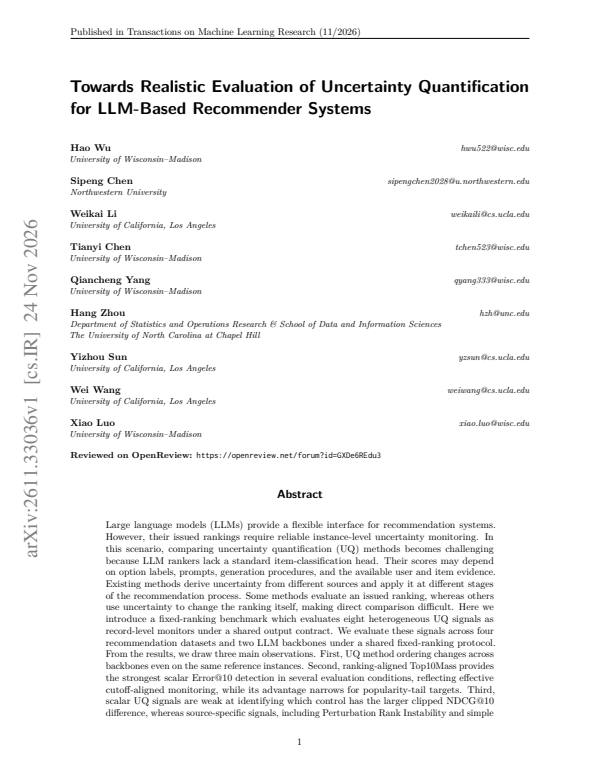 Published in Transactions on Machine Learning Research (11/2026)
Towards Realistic Evaluation of Uncertainty Quantification
for LLM-Based Recommender Systems
Hao Wu hwu522@wisc.edu
University of Wisconsin–Madison
Sipeng Chen sipengchen2028@u.northwestern.edu
Northwestern University
Weikai Li weikaili@cs.ucla.edu
University of California, Los Angeles
Tianyi Chen tchen523@wisc.edu
University of Wisconsin–Madison
Qiancheng Yang qyang333@wisc.edu
University of Wisconsin–Madison
Hang Zhou hzh@unc.edu
Department of Statistics and Operations Research & School of Data and Information Sciences
The University of North Carolina at Chapel Hill
Yizhou Sun yzsun@cs.ucla.edu
University of California, Los Angeles
Wei Wang weiwang@cs.ucla.edu
University of California, Los Angeles
Xiao Luo xiao.luo@wisc.edu
University of Wisconsin–Madison
Reviewed on OpenReview: https://openreview.net/forum?id=GXDe6REdu3
Abstract
Large language models (LLMs) provide a flexible interface for recommendation systems.
However, their issued rankings require reliable instance-level uncertainty monitoring. In
this scenario, comparing uncertainty quantification (UQ) methods becomes challenging
because LLM rankers lack a standard item-classification head. Their scores may depend
on option labels, prompts, generation procedures, and the available user and item evidence.
Existing methods derive uncertainty from different sources and apply it at different stages
of the recommendation process. Some methods evaluate an issued ranking, whereas others
use uncertainty to change the ranking itself, making direct comparison difficult. Here we
introduce a fixed-ranking benchmark which evaluates eight heterogeneous UQ signals as
record-level monitors under a shared output contract. We evaluate these signals across four
recommendation datasets and two LLM backbones under a shared fixed-ranking protocol.
From the results, we draw three main observations. First, UQ method ordering changes across
backbones even on the same reference instances. Second, ranking-aligned Top10Mass provides
the strongest scalar Error@10 detection in several evaluation conditions, reflecting effective
cutoff-aligned monitoring, while its advantage narrows for popularity-tail targets. Third,
scalar UQ signals are weak at identifying which control has the larger clipped NDCG@10
difference, whereas source-specific signals, including Perturbation Rank Instability and simple
1
arXiv:2611.33036v1 [cs.IR] 24 Nov 2026